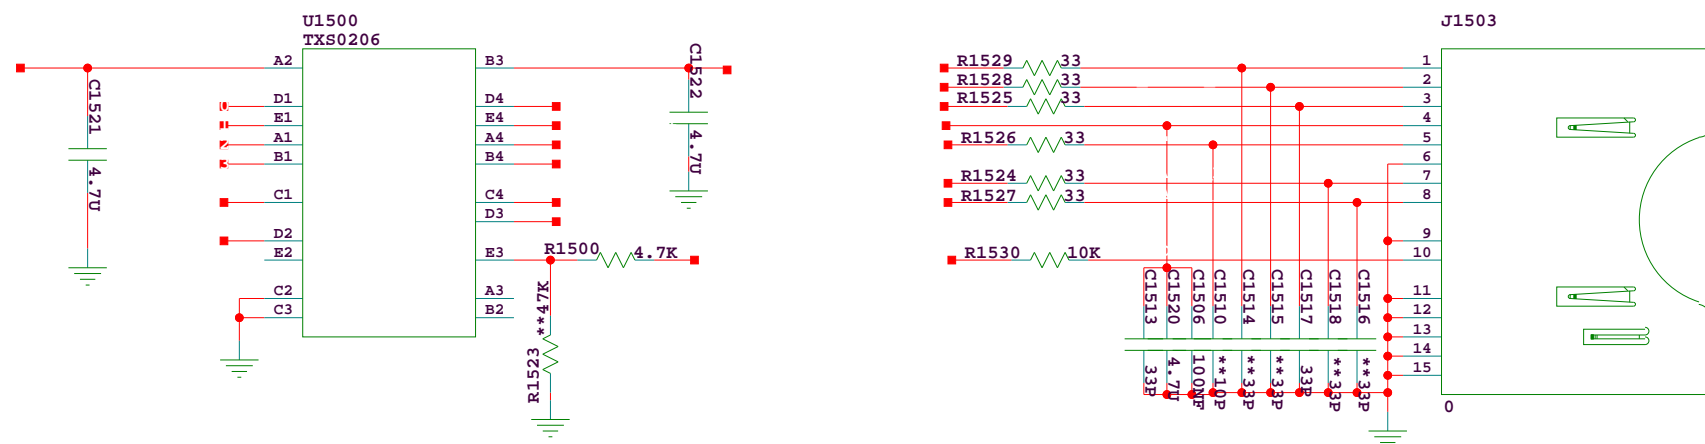 U1500
TXS0206
A2
D1
E1
A1
B1
C1
D2
E2
C2
C3
B3
D4
E4
A4
B4
C4
D3
E3
A3
B2
C1521
4.7U
C1522
4.7U
R1500
4.7K
R1523
**47K
J1503
R1529 33
R1528 33
R1525 33
R1526 33
R1524 33
R1527 33
R1530 10K
1
2
3
4
5
6
7
8
9
10
11
12
13
14
15
0
C1513
33P
C1520
4.7U
C1506
100NF
C1510
**10P
C1514
**33P
C1515
**33P
C1517
33P
C1518
**33P
C1516
**33P